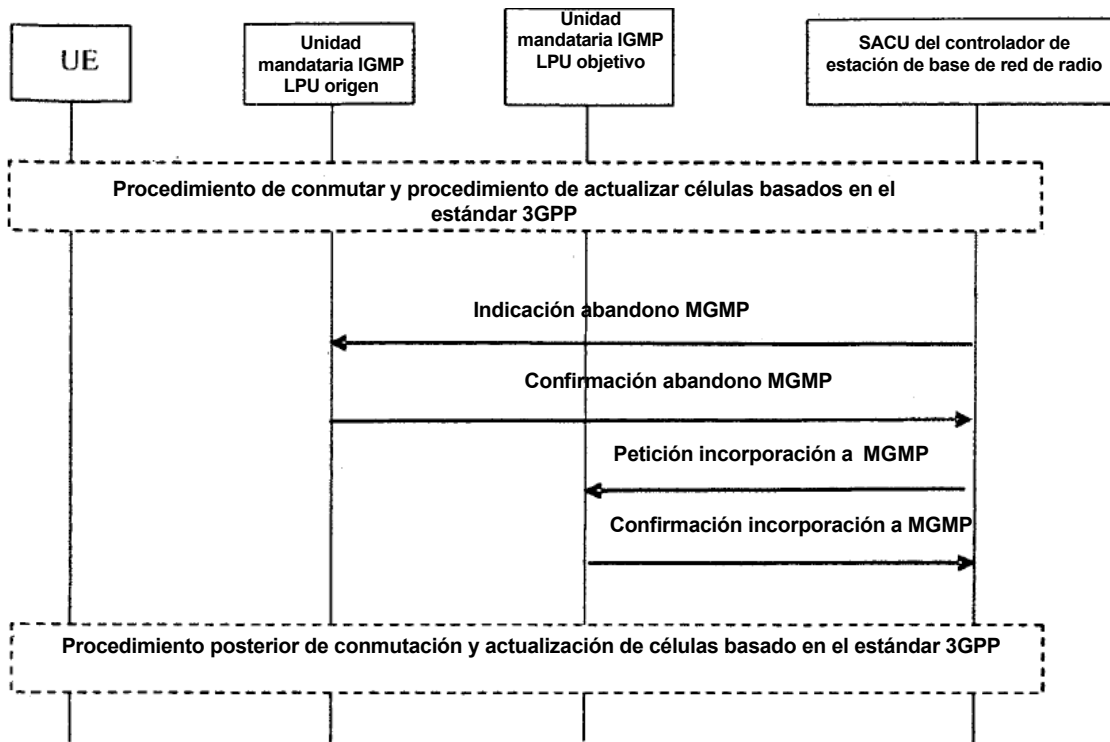 UE
Unidad
mandataria IGMP
LPU origen
Unidad
mandataria IGMP
LPU objetivo
SACU del controlador de
estación de base de red de radio
Procedimiento de conmutar y procedimiento de actualizar células basados en el
estándar 3GPP
Indicación abandono MGMP
Confirmación abandono MGMP
Petición incorporación a MGMP
Confirmación incorporación a MGMP
Procedimiento posterior de conmutación y actualización de células basado en el estándar 3GPP